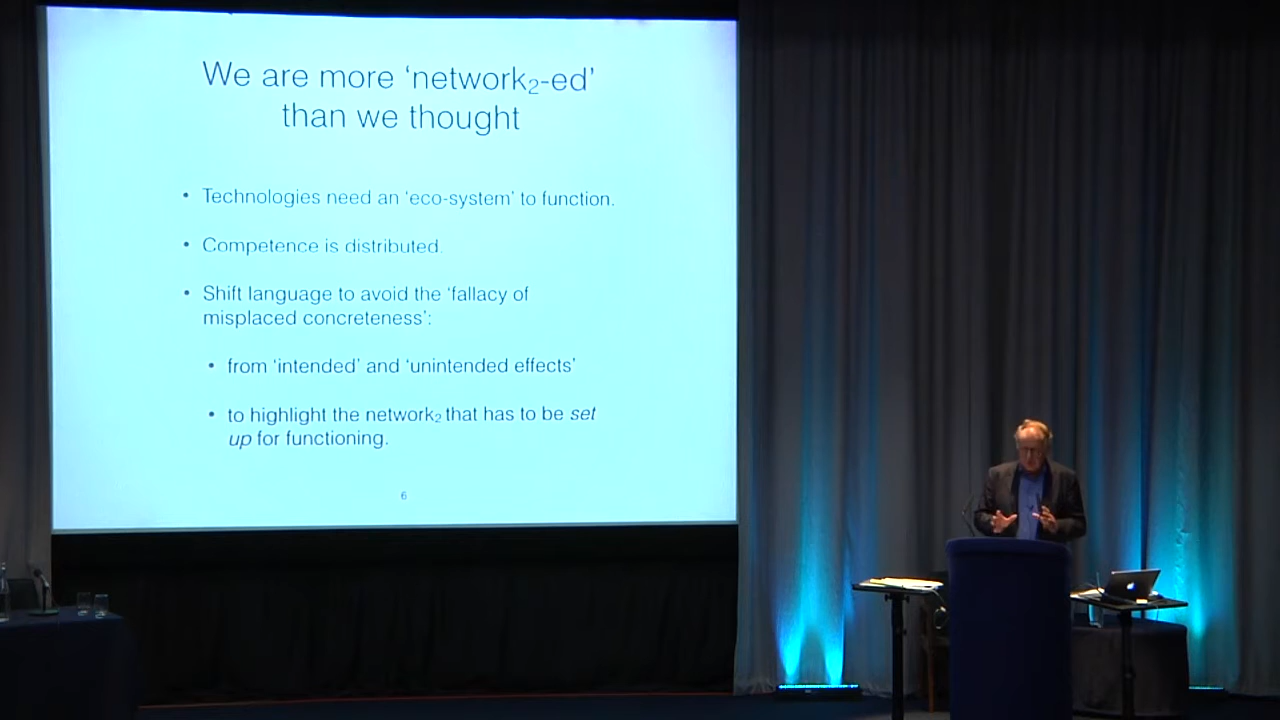 We are more ‘network₂-ed’
than we thought
• Technologies need an ‘eco-system’ to function.
• Competence is distributed.
• Shift language to avoid the ‘fallacy of
misplaced concreteness’:
• from ‘intended’ and ‘unintended effects’
• to highlight the network₂ that has to be set
up for functioning.
6